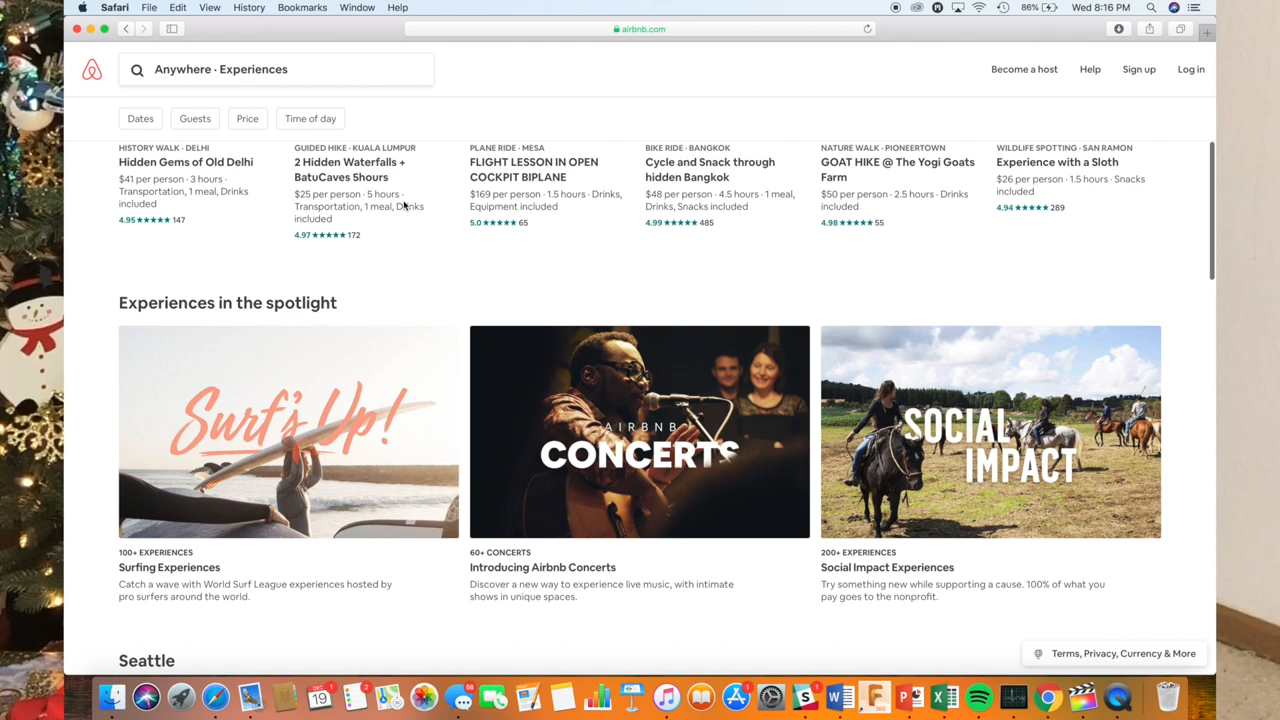 Safari File Edit View History Bookmarks Window Help
86% Wed 8:16 PM
airbnb.com
Anywhere · Experiences
Become a host Help Sign up Log in
Dates Guests Price Time of day
HISTORY WALK · DELHI
Hidden Gems of Old Delhi
$41 per person · 3 hours ·
Transportation, 1 meal, Drinks
included
4.95★★★★★ 147
GUIDED HIKE · KUALA LUMPUR
2 Hidden Waterfalls +
BatuCaves 5hours
$25 per person · 5 hours ·
Transportation, 1 meal, Drinks
included
4.97★★★★★ 172
PLANE RIDE · MESA
FLIGHT LESSON IN OPEN
COCKPIT BIPLANE
$169 per person · 1.5 hours · Drinks,
Equipment included
5.0★★★★★ 65
BIKE RIDE · BANGKOK
Cycle and Snack through
hidden Bangkok
$48 per person · 4.5 hours · 1 meal,
Drinks, Snacks included
4.99★★★★★ 485
NATURE WALK · PIONEERTOWN
GOAT HIKE @ The Yogi Goats
Farm
$50 per person · 2.5 hours · Drinks
included
4.98★★★★★ 55
WILDLIFE SPOTTING · SAN RAMON
Experience with a Sloth
$26 per person · 1.5 hours · Snacks
included
4.94★★★★★ 289
Experiences in the spotlight
Surf's Up!
AIRBNB
CONCERTS
SOCIAL
IMPACT
100+ EXPERIENCES
Surfing Experiences
Catch a wave with World Surf League experiences hosted by
pro surfers around the world.
60+ CONCERTS
Introducing Airbnb Concerts
Discover a new way to experience live music, with intimate
shows in unique spaces.
200+ EXPERIENCES
Social Impact Experiences
Try something new while supporting a cause. 100% of what you
pay goes to the nonprofit.
Seattle
Terms, Privacy, Currency & More